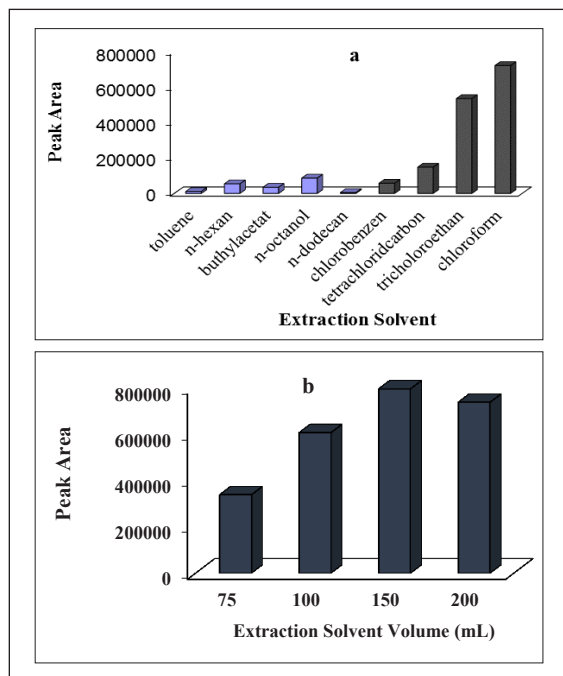 a
Peak Area
800000
600000
400000
200000
0
toluene
n-hexan
buthylacetat
n-octanol
n-dodecan
chlorobenzen
tetrachloridcarbon
tricholoroethan
chloroform
Extraction Solvent
b
Peak Area
800000
600000
400000
200000
0
75 100 150 200
Extraction Solvent Volume (mL)